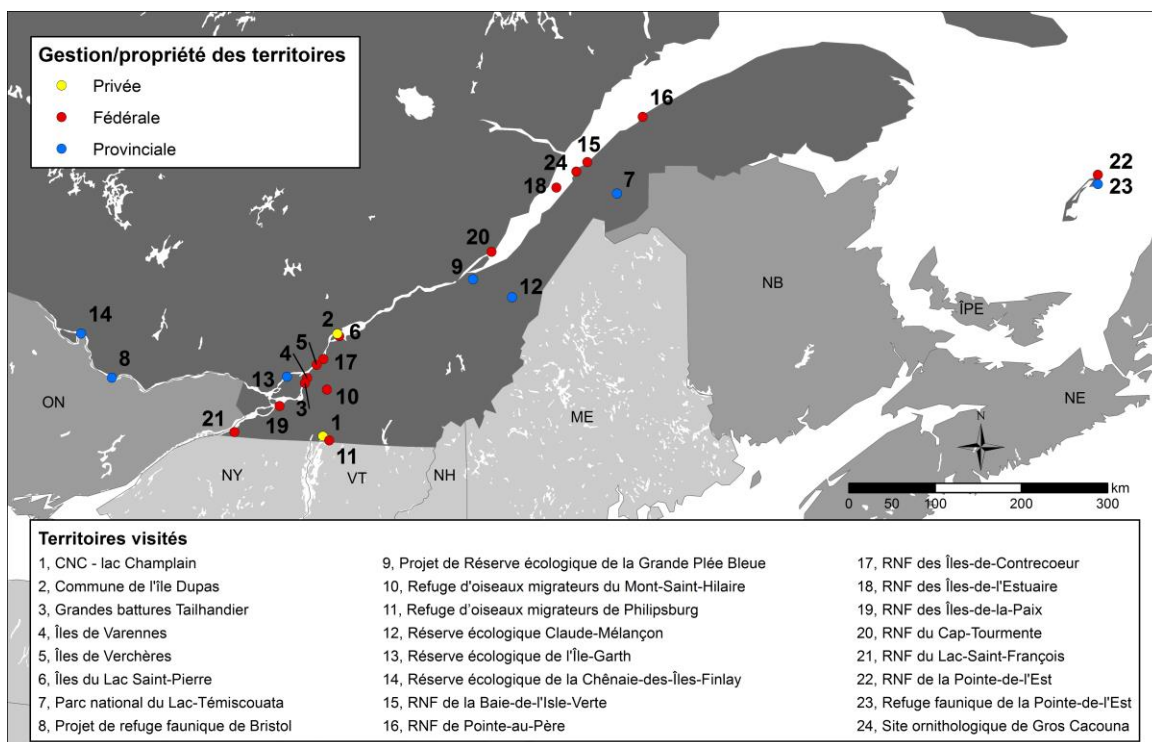 Gestion/propriété des territoires
Privée
Fédérale
Provinciale
16
15
24
22
18
7
23
20
9
NB
12
14
2
ÎPE
5
6
4
8
17
13
ON
10
ME
NE
3
N
21
19
1
NY
VT
NH
11
km
0 50 100 200 300
Territoires visités
1, CNC - lac Champlain
2, Commune de l'île Dupas
3, Grandes battures Tailhandier
4, Îles de Varennes
5, Îles de Verchères
6, Îles du Lac Saint-Pierre
7, Parc national du Lac-Témiscouata
8, Projet de refuge faunique de Bristol
9, Projet de Réserve écologique de la Grande Plée Bleue
10, Refuge d'oiseaux migrateurs du Mont-Saint-Hilaire
11, Refuge d'oiseaux migrateurs de Philipsburg
12, Réserve écologique Claude-Mélançon
13, Réserve écologique de l'Île-Garth
14, Réserve écologique de la Chênaie-des-Îles-Finlay
15, RNF de la Baie-de-l'Isle-Verte
16, RNF de Pointe-au-Père
17, RNF des Îles-de-Contrecoeur
18, RNF des Îles-de-l'Estuaire
19, RNF des Îles-de-la-Paix
20, RNF du Cap-Tourmente
21, RNF du Lac-Saint-François
22, RNF de la Pointe-de-l'Est
23, Refuge faunique de la Pointe-de-l'Est
24, Site ornithologique de Gros Cacouna